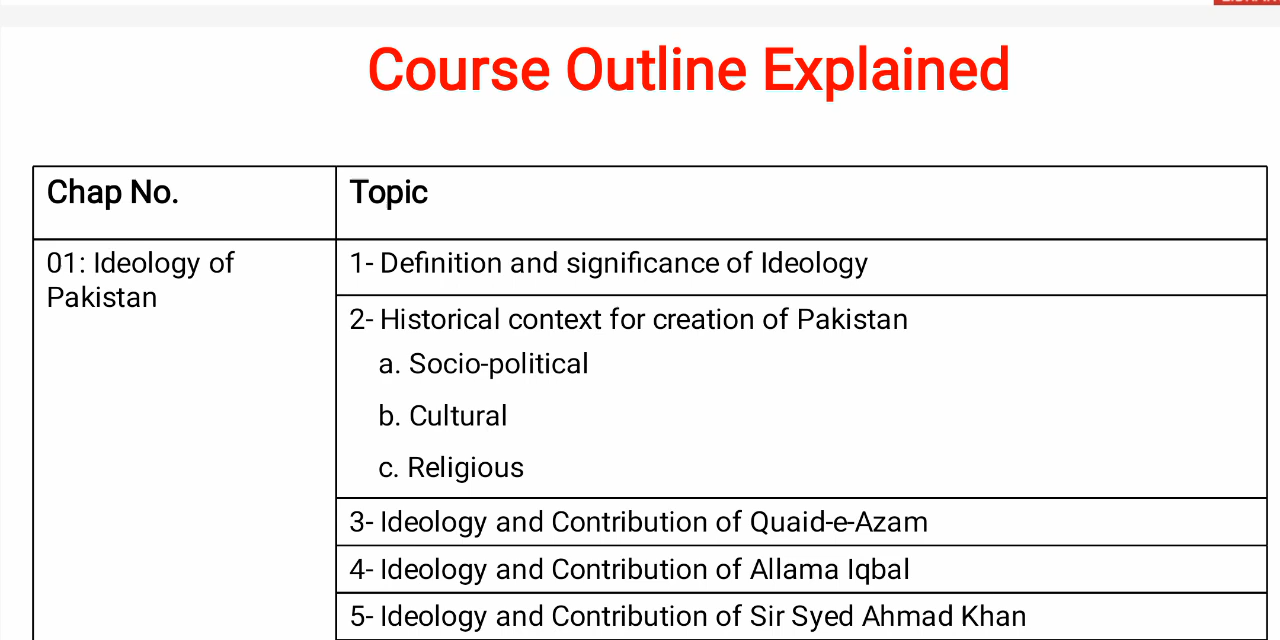 Course Outline Explained
Chap No.
Topic
01: Ideology of
Pakistan
1- Definition and significance of Ideology
2- Historical context for creation of Pakistan
a. Socio-political
b. Cultural
c. Religious
3- Ideology and Contribution of Quaid-e-Azam
4- Ideology and Contribution of Allama Iqbal
5- Ideology and Contribution of Sir Syed Ahmad Khan